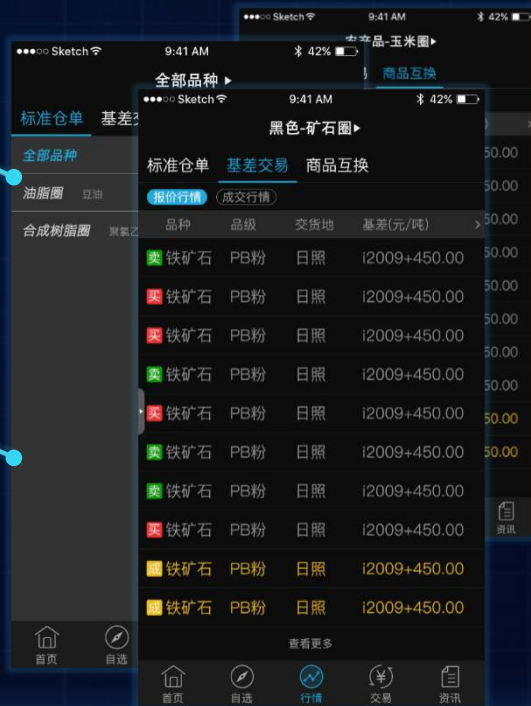 Sketch 9:41 AM 42%
农产品-玉米圈▸
商品互换
50.00
50.00
50.00
50.00
50.00
50.00
50.00
50.00
50.00
50.00
资讯
Sketch 9:41 AM 42%
全部品种 ▸
标准仓单 基差
全部品种
油脂圈 豆油
合成树脂圈 聚氯乙
首页 自选
Sketch 9:41 AM 42%
黑色-矿石圈▸
标准仓单 基差交易 商品互换
报价行情 成交行情
品种 品级 交货地 基差(元/吨) >
卖 铁矿石 PB粉 日照 i2009+450.00
买 铁矿石 PB粉 日照 i2009+450.00
买 铁矿石 PB粉 日照 i2009+450.00
卖 铁矿石 PB粉 日照 i2009+450.00
买 铁矿石 PB粉 日照 i2009+450.00
卖 铁矿石 PB粉 日照 i2009+450.00
卖 铁矿石 PB粉 日照 i2009+450.00
买 铁矿石 PB粉 日照 i2009+450.00
成 铁矿石 PB粉 日照 i2009+450.00
成 铁矿石 PB粉 日照 i2009+450.00
查看更多
首页 自选 行情 交易 资讯